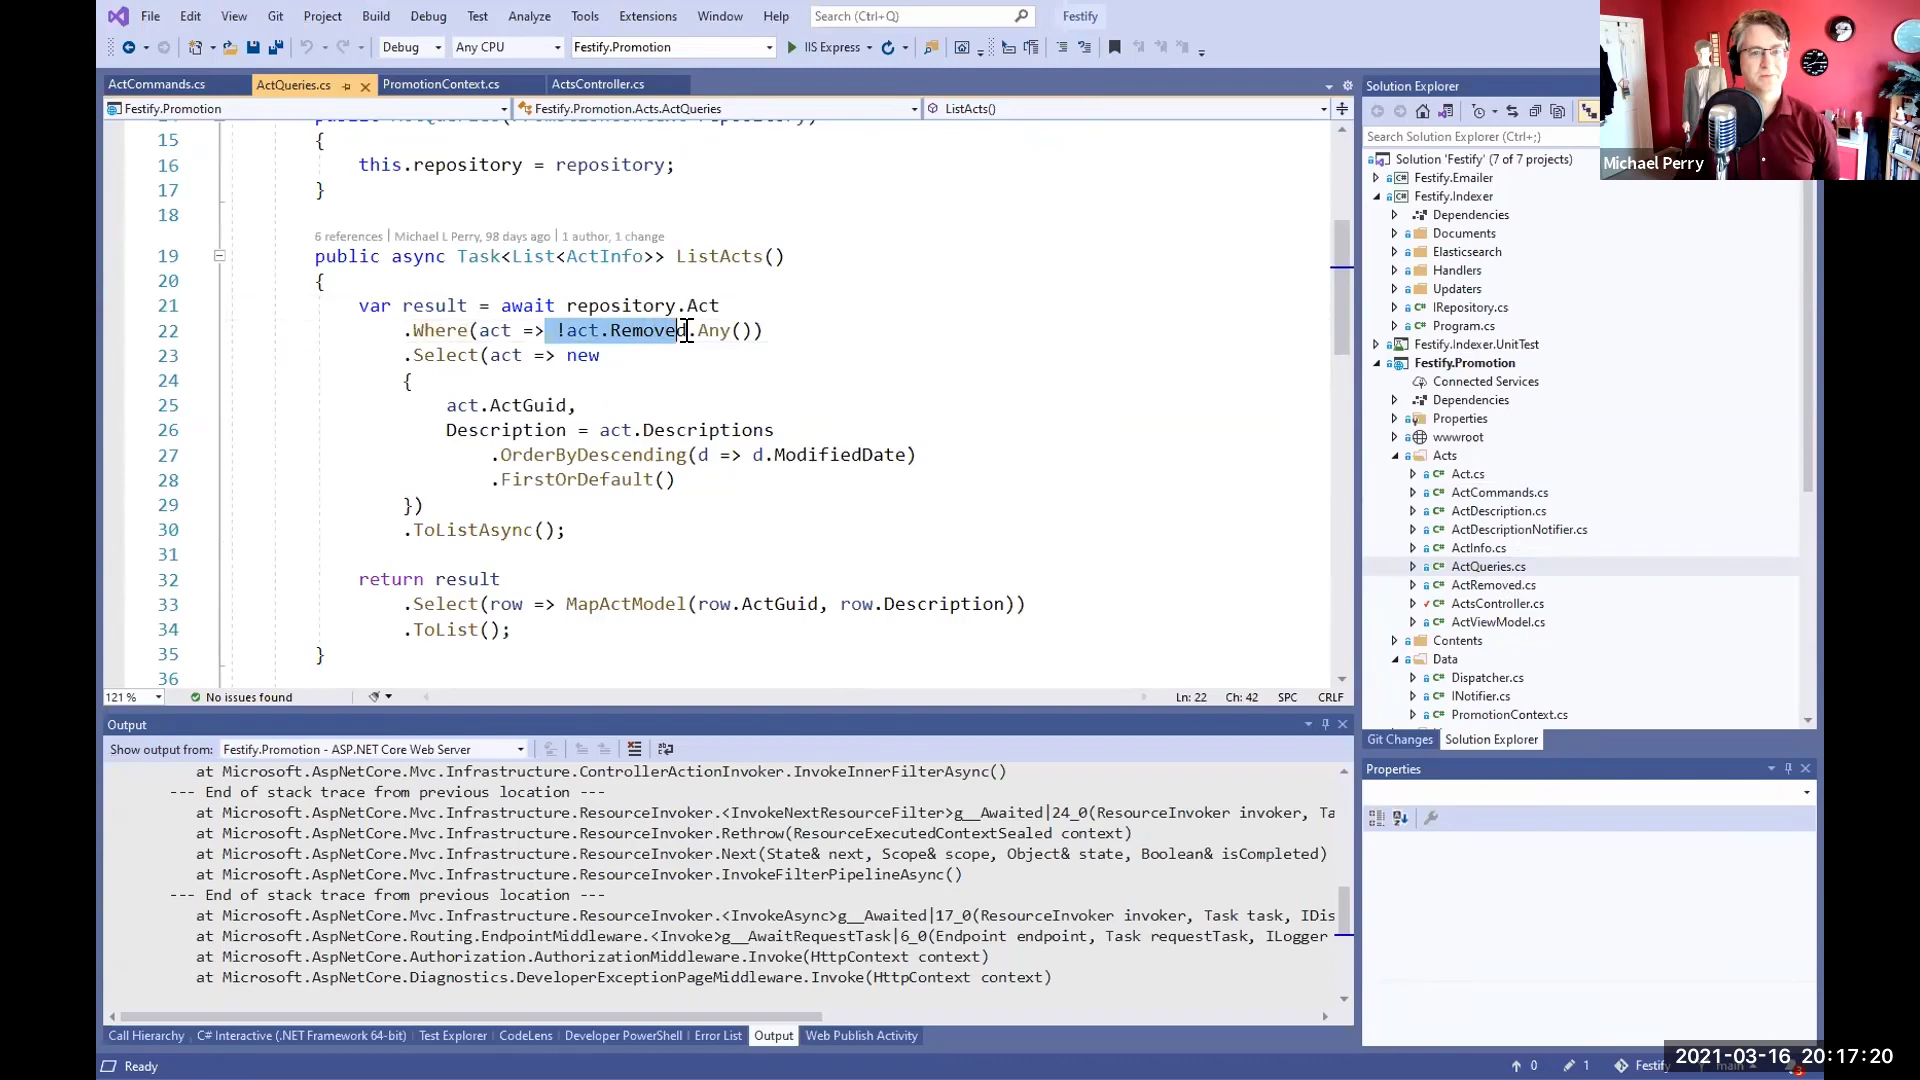 File Edit View Git Project Build Debug Test Analyze Tools Extensions Window Help Search (Ctrl+Q) Festify
Debug Any CPU Festify.Promotion IIS Express
ActCommands.cs ActQueries.cs PromotionContext.cs ActsController.cs
Festify.Promotion Festify.Promotion.Acts.ActQueries ListActs()
15 {
16 this.repository = repository;
17 }
18
6 references | Michael L Perry, 98 days ago | 1 author, 1 change
19 public async Task<List<ActInfo>> ListActs()
20 {
21 var result = await repository.Act
22 .Where(act => !act.Removed.Any())
23 .Select(act => new
24 {
25 act.ActGuid,
26 Description = act.Descriptions
27 .OrderByDescending(d => d.ModifiedDate)
28 .FirstOrDefault()
29 })
30 .ToListAsync();
31
32 return result
33 .Select(row => MapActModel(row.ActGuid, row.Description))
34 .ToList();
35 }
36
121 % No issues found Ln: 22 Ch: 42 SPC CRLF
Output
Show output from: Festify.Promotion - ASP.NET Core Web Server
at Microsoft.AspNetCore.Mvc.Infrastructure.ControllerActionInvoker.InvokeInnerFilterAsync()
--- End of stack trace from previous location ---
at Microsoft.AspNetCore.Mvc.Infrastructure.ResourceInvoker.<InvokeNextResourceFilter>g__Awaited|24_0(ResourceInvoker invoker, Ta
at Microsoft.AspNetCore.Mvc.Infrastructure.ResourceInvoker.Rethrow(ResourceExecutedContextSealed context)
at Microsoft.AspNetCore.Mvc.Infrastructure.ResourceInvoker.Next(State& next, Scope& scope, Object& state, Boolean& isCompleted)
at Microsoft.AspNetCore.Mvc.Infrastructure.ResourceInvoker.InvokeFilterPipelineAsync()
--- End of stack trace from previous location ---
at Microsoft.AspNetCore.Mvc.Infrastructure.ResourceInvoker.<InvokeAsync>g__Awaited|17_0(ResourceInvoker invoker, Task task, IDis
at Microsoft.AspNetCore.Routing.EndpointMiddleware.<Invoke>g__AwaitRequestTask|6_0(Endpoint endpoint, Task requestTask, ILogger
at Microsoft.AspNetCore.Authorization.AuthorizationMiddleware.Invoke(HttpContext context)
at Microsoft.AspNetCore.Diagnostics.DeveloperExceptionPageMiddleware.Invoke(HttpContext context)
Call Hierarchy C# Interactive (.NET Framework 64-bit) Test Explorer CodeLens Developer PowerShell Error List Output Web Publish Activity
Ready 0 1 Festify main
Solution Explorer
Search Solution Explorer (Ctrl+;)
Solution 'Festify' (7 of 7 projects)
Festify.Emailer
Festify.Indexer
Dependencies
Documents
Elasticsearch
Handlers
Updaters
IRepository.cs
Program.cs
Festify.Indexer.UnitTest
Festify.Promotion
Connected Services
Dependencies
Properties
wwwroot
Acts
Act.cs
ActCommands.cs
ActDescription.cs
ActDescriptionNotifier.cs
ActInfo.cs
ActQueries.cs
ActRemoved.cs
ActsController.cs
ActViewModel.cs
Contents
Data
Dispatcher.cs
INotifier.cs
PromotionContext.cs
Git Changes Solution Explorer
Properties
Michael Perry
2021-03-16 20:17:20